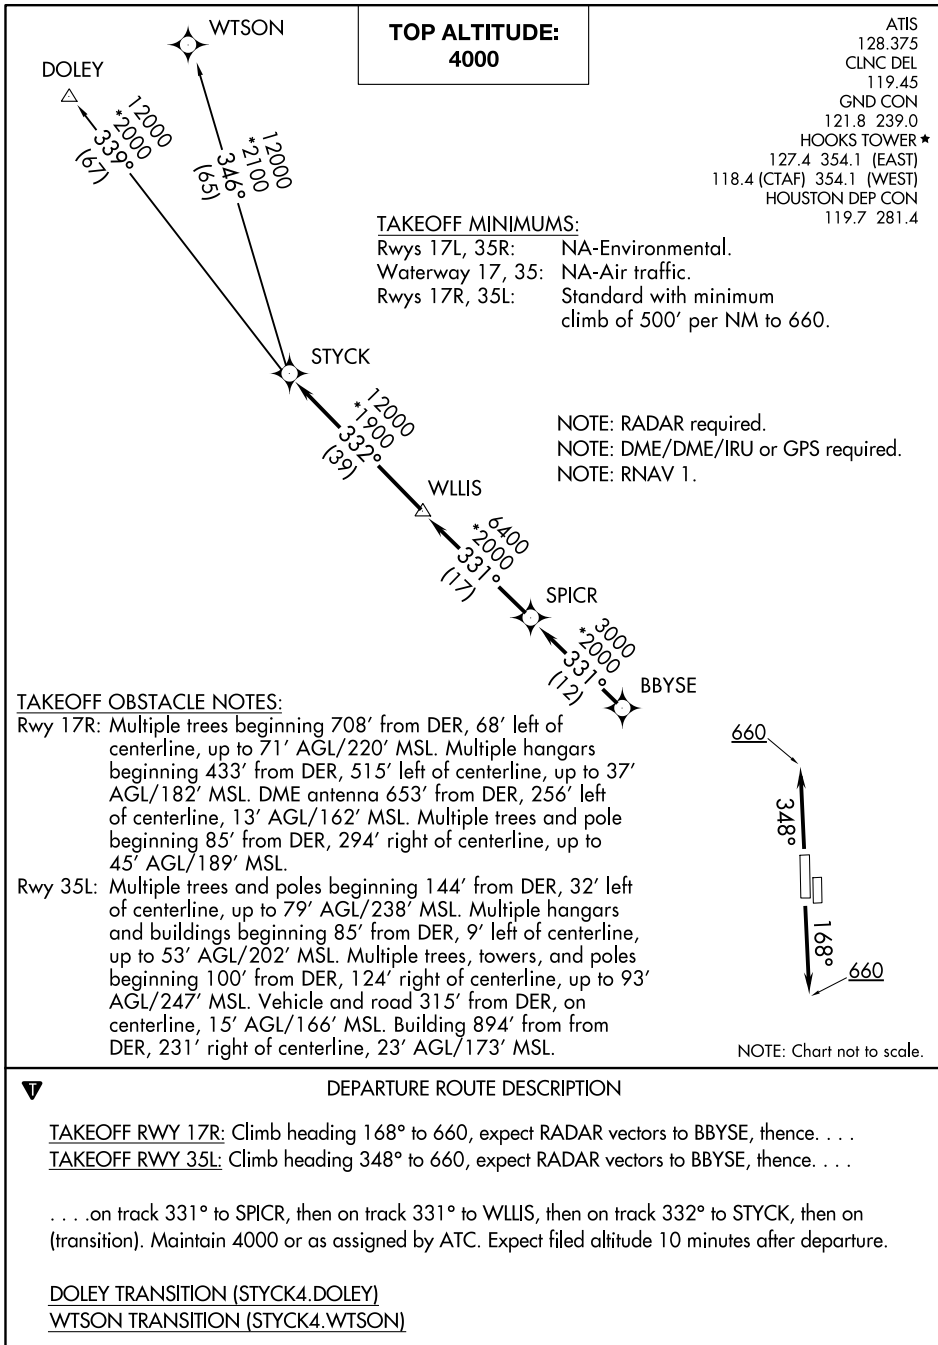 WTSON
TOP ALTITUDE:
4000
ATIS
128.375
CLNC DEL
119.45
GND CON
121.8 239.0
HOOKS TOWER ★
127.4 354.1 (EAST)
118.4 (CTAF) 354.1 (WEST)
HOUSTON DEP CON
119.7 281.4
DOLEY
12000
*2000
339°
(67)
12000
*2100
346°
(65)
TAKEOFF MINIMUMS:
Rwys 17L, 35R: NA-Environmental.
Waterway 17, 35: NA-Air traffic.
Rwys 17R, 35L: Standard with minimum
climb of 500' per NM to 660.
STYCK
12000
*1900
332°
(39)
NOTE: RADAR required.
NOTE: DME/DME/IRU or GPS required.
NOTE: RNAV 1.
WLLIS
6400
*2000
331°
(17)
SPICR
3000
*2000
331°
(12)
BBYSE
TAKEOFF OBSTACLE NOTES:
Rwy 17R: Multiple trees beginning 708' from DER, 68' left of
centerline, up to 71' AGL/220' MSL. Multiple hangars
beginning 433' from DER, 515' left of centerline, up to 37'
AGL/182' MSL. DME antenna 653' from DER, 256' left
of centerline, 13' AGL/162' MSL. Multiple trees and pole
beginning 85' from DER, 294' right of centerline, up to
45' AGL/189' MSL.
Rwy 35L: Multiple trees and poles beginning 144' from DER, 32' left
of centerline, up to 79' AGL/238' MSL. Multiple hangars
and buildings beginning 85' from DER, 9' left of centerline,
up to 53' AGL/202' MSL. Multiple trees, towers, and poles
beginning 100' from DER, 124' right of centerline, up to 93'
AGL/247' MSL. Vehicle and road 315' from DER, on
centerline, 15' AGL/166' MSL. Building 894' from from
DER, 231' right of centerline, 23' AGL/173' MSL.
660
348°
168°
660
NOTE: Chart not to scale.
T
DEPARTURE ROUTE DESCRIPTION
TAKEOFF RWY 17R: Climb heading 168° to 660, expect RADAR vectors to BBYSE, thence. . . .
TAKEOFF RWY 35L: Climb heading 348° to 660, expect RADAR vectors to BBYSE, thence. . . .
. . . .on track 331° to SPICR, then on track 331° to WLLIS, then on track 332° to STYCK, then on
(transition). Maintain 4000 or as assigned by ATC. Expect filed altitude 10 minutes after departure.
DOLEY TRANSITION (STYCK4.DOLEY)
WTSON TRANSITION (STYCK4.WTSON)